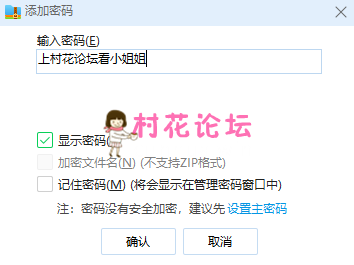 添加密码
输入密码(E)
上村花论坛看小姐姐
村花论坛
显示密码(
加密文件名(N) (不支持ZIP格式)
记住密码(M) (将会显示在管理密码窗口中)
注：密码没有安全加密，建议先 设置主密码
确认
取消